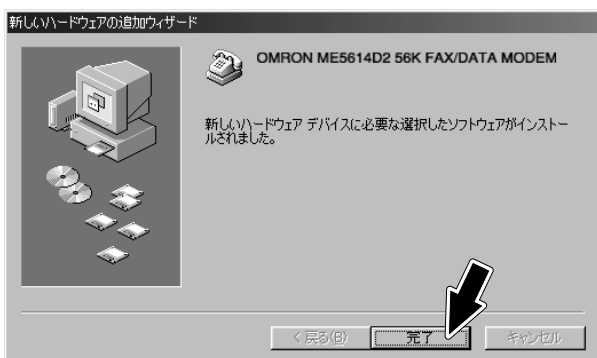 新しいハードウェアの追加ウィザード
OMRON ME5614D2 56K FAX/DATA MODEM
新しいハードウェア デバイスに必要な選択したソフトウェアがインストー
ルされました。
< 戻る(B)
完了
キャンセル